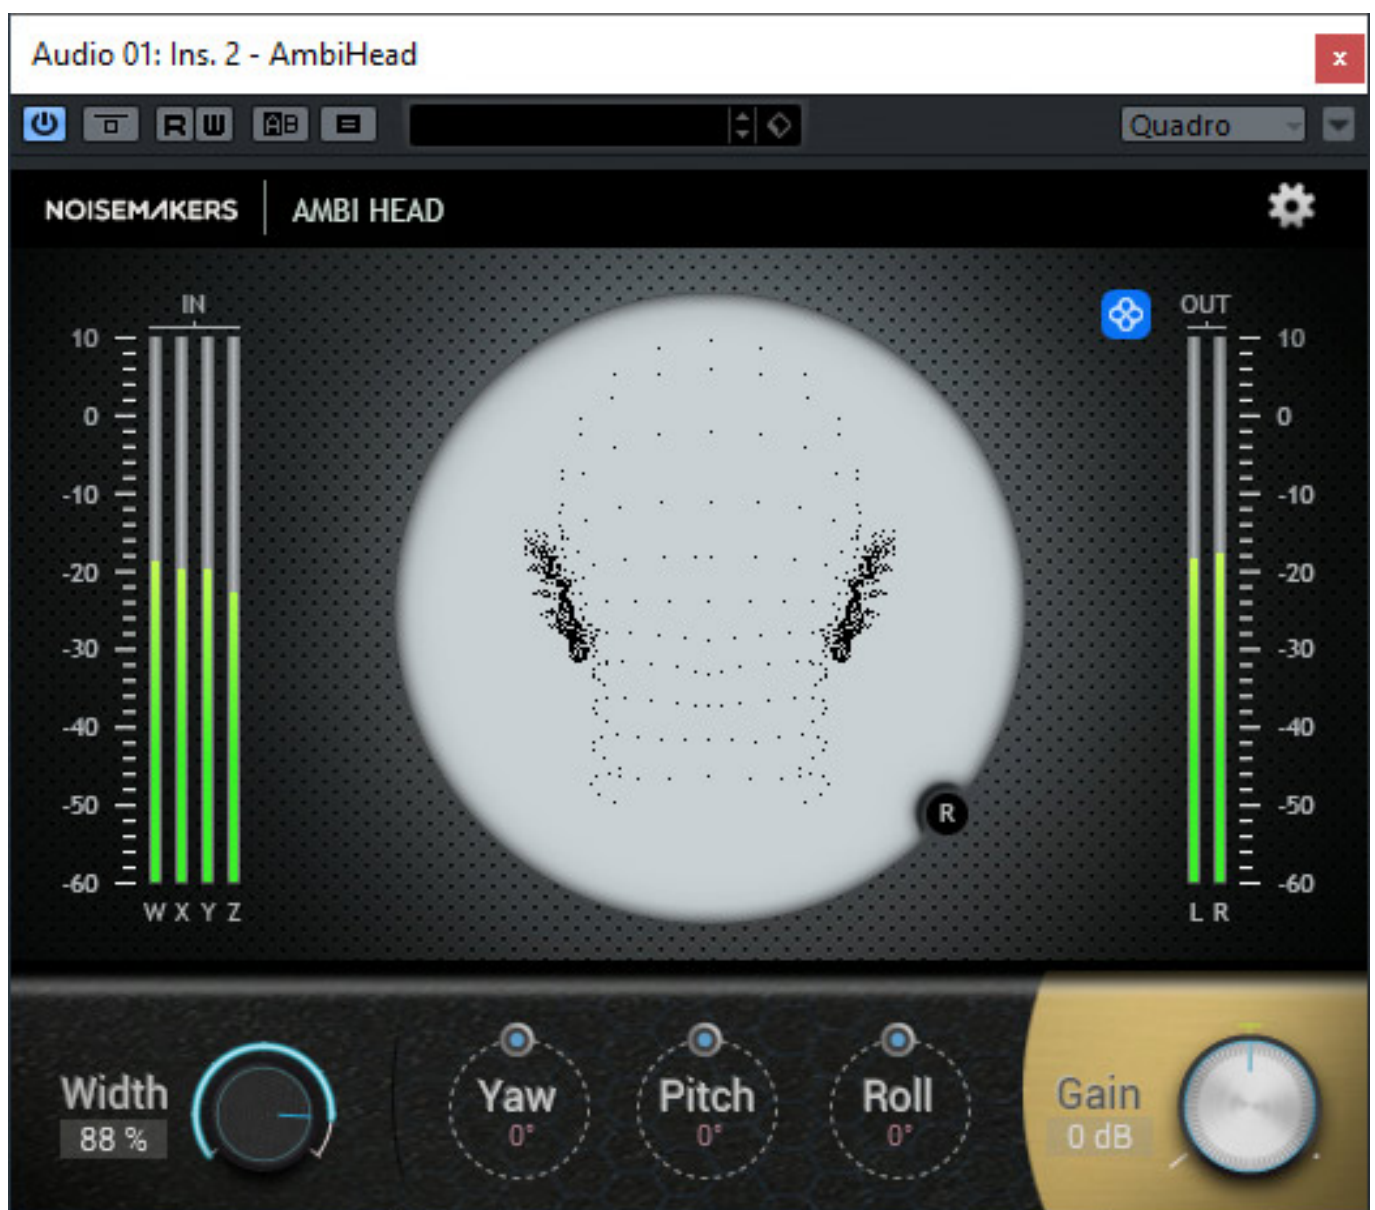 Audio 01: Ins. 2 - AmbiHead
x
R W AB Quadro
NOISEMAKERS AMBI HEAD
IN OUT
10 10
0 0
-10 -10
-20 -20
-30 -30
-40 -40
R
-50 -50
-60 -60
W X Y Z L R
Width Yaw Pitch Roll Gain
88 % 0° 0° 0° 0 dB